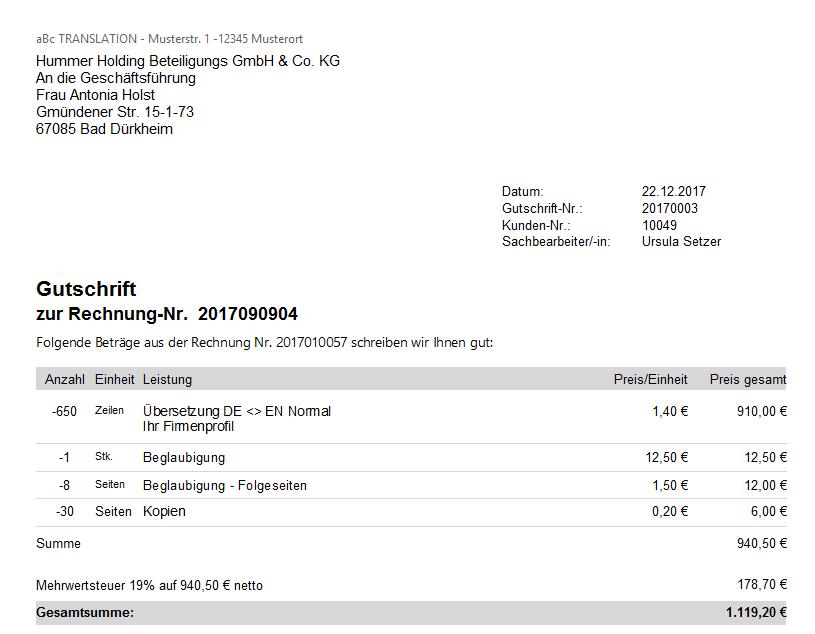 aBc TRANSLATION - Musterstr. 1 -12345 Musterort
Hummer Holding Beteiligungs GmbH & Co. KG
An die Geschäftsführung
Frau Antonia Holst
Gmündener Str. 15-1-73
67085 Bad Dürkheim
Datum: 22.12.2017
Gutschrift-Nr.: 20170003
Kunden-Nr.: 10049
Sachbearbeiter/-in: Ursula Setzer
Gutschrift
zur Rechnung-Nr. 2017090904
Folgende Beträge aus der Rechnung Nr. 2017010057 schreiben wir Ihnen gut:
Anzahl Einheit Leistung Preis/Einheit Preis gesamt
-650 Zeilen Übersetzung DE <> EN Normal 1,40 € 910,00 €
Ihr Firmenprofil
-1 Stk. Beglaubigung 12,50 € 12,50 €
-8 Seiten Beglaubigung - Folgeseiten 1,50 € 12,00 €
-30 Seiten Kopien 0,20 € 6,00 €
Summe 940,50 €
Mehrwertsteuer 19% auf 940,50 € netto 178,70 €
Gesamtsumme: 1.119,20 €